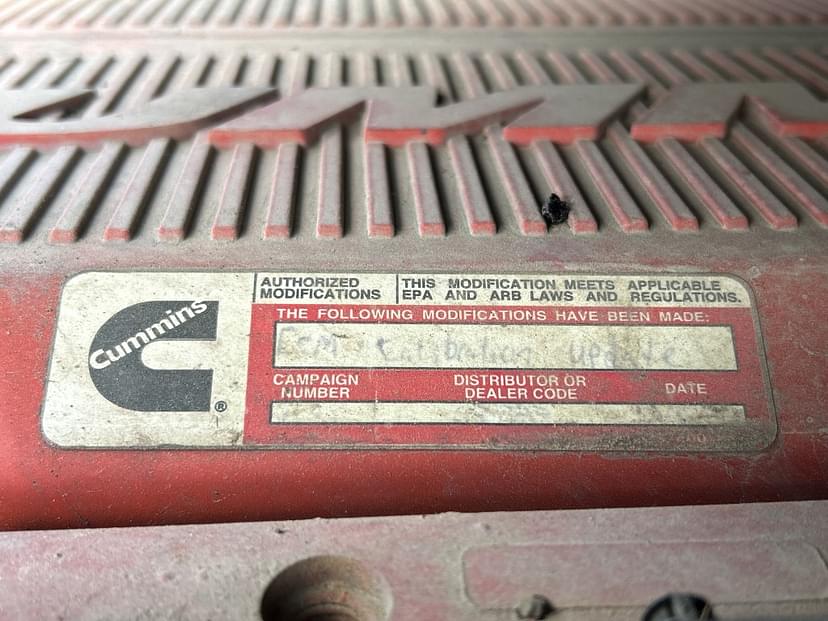 Cummins
®
AUTHORIZED
MODIFICATIONS
THIS MODIFICATION MEETS APPLICABLE
EPA AND ARB LAWS AND REGULATIONS.
THE FOLLOWING MODIFICATIONS HAVE BEEN MADE:
ECM Calibration update
CAMPAIGN
NUMBER
DISTRIBUTOR OR
DEALER CODE
DATE